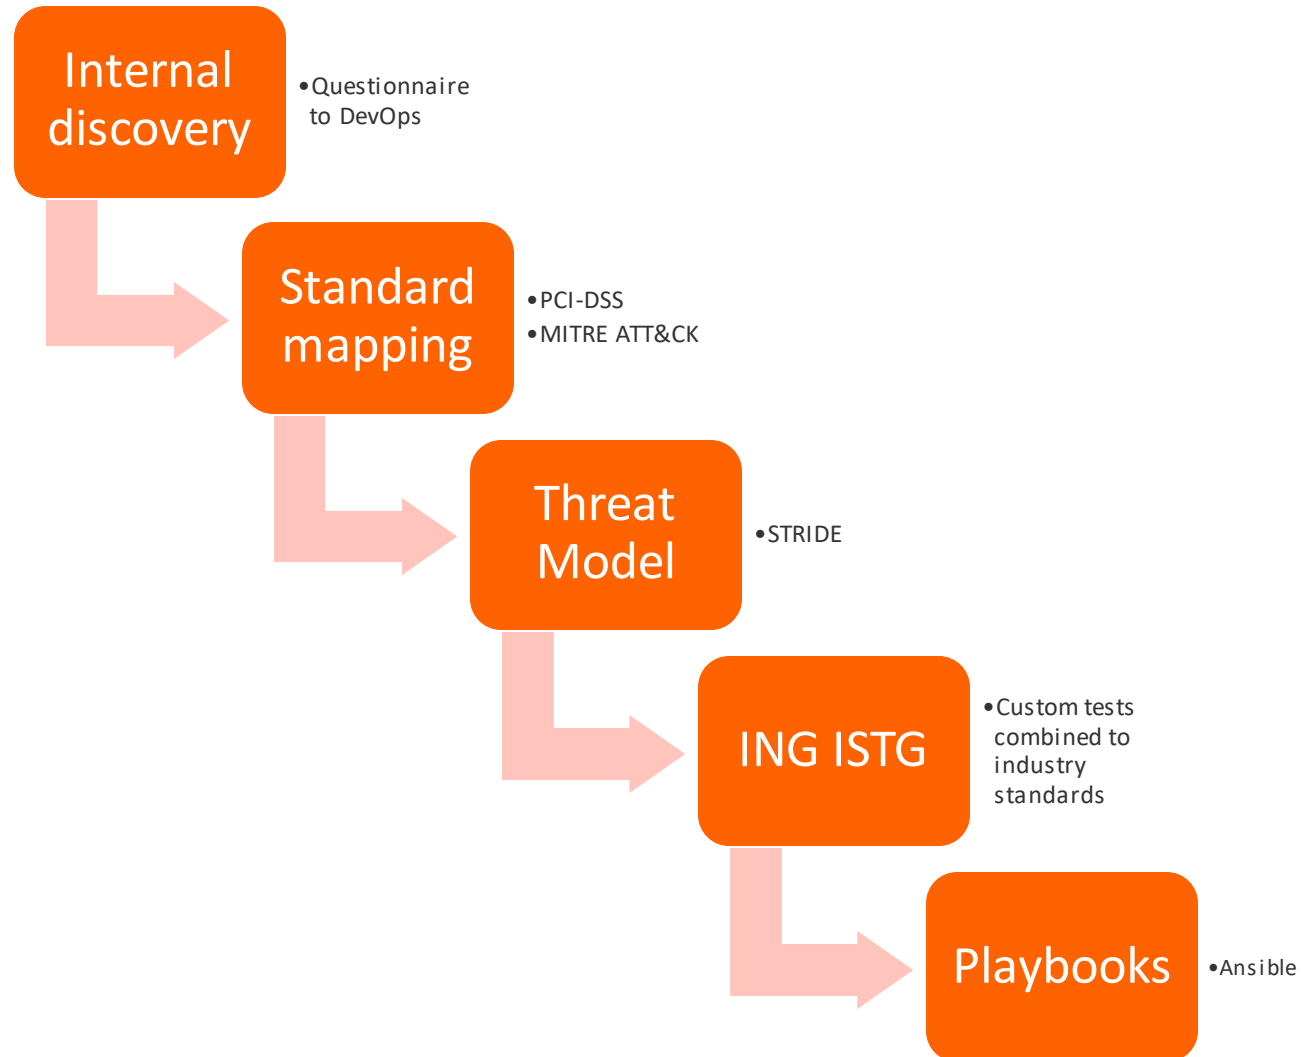 Internal
discovery
•Questionnaire
to DevOps
Standard
mapping
•PCI-DSS
•MITRE ATT&CK
Threat
Model
•STRIDE
ING ISTG
•Custom tests
combined to
industry
standards
Playbooks
•Ansible